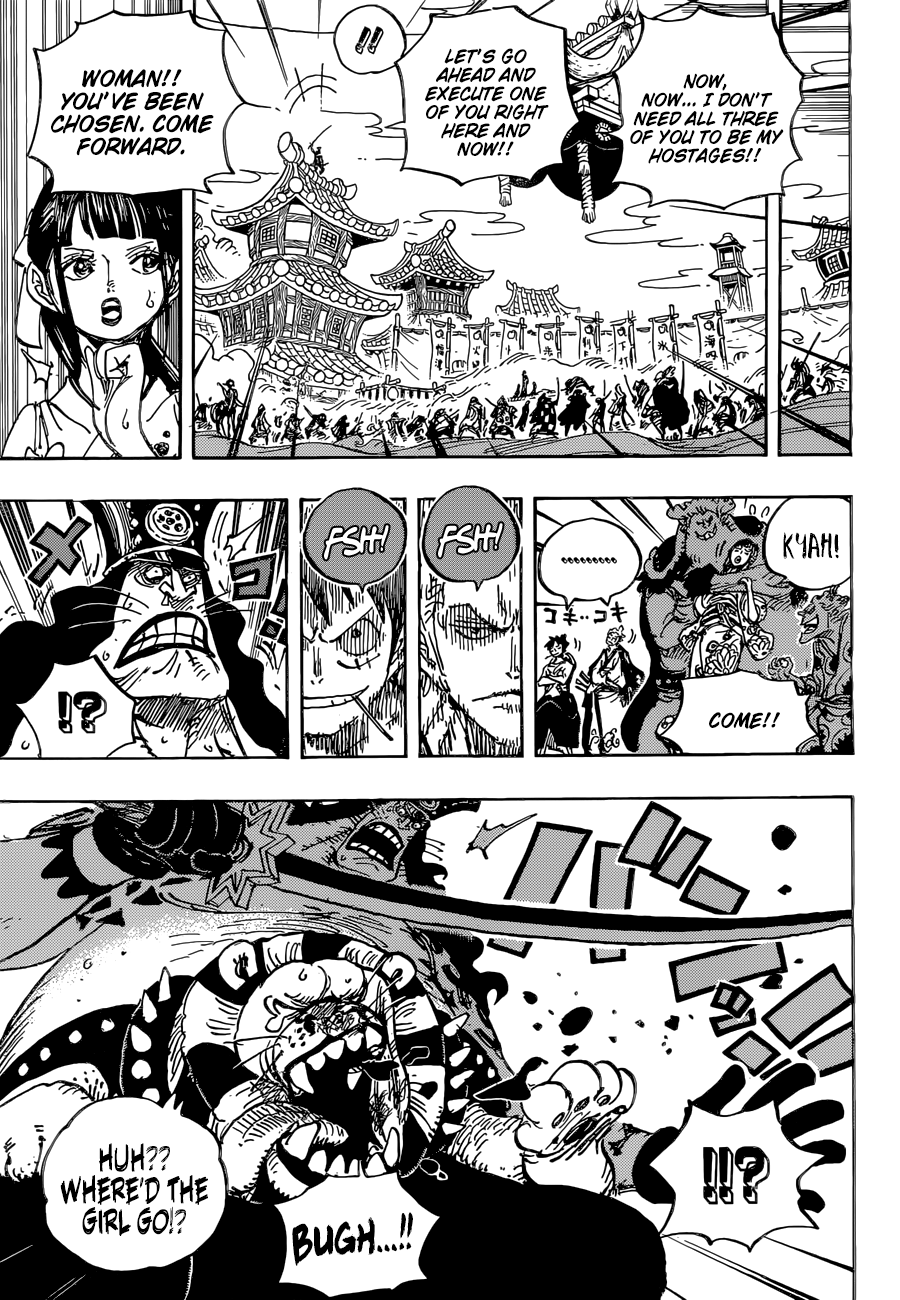 NOW,
NOW... I DON'T
NEED ALL THREE
OF YOU TO BE MY
HOSTAGES!!
LET'S GO
AHEAD AND
EXECUTE ONE
OF YOU RIGHT
HERE AND
NOW!!
!!
WOMAN!!
YOU'VE BEEN
CHOSEN. COME
FORWARD.
KYAH!
COME!!
..........
コキ・・コキ
FSHH!
FSHH!
!?
!!?
HUH??
WHERE'D THE
GIRL GO!?
BUGH...!!